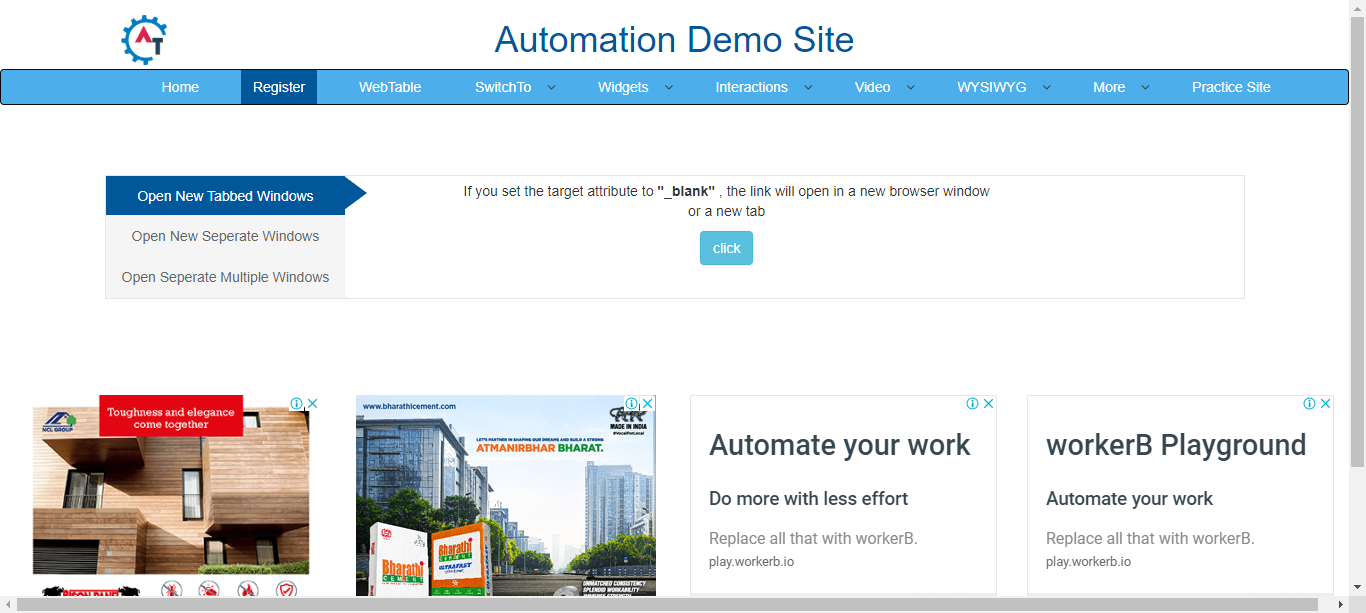 AT
Automation Demo Site
Home Register WebTable SwitchTo Widgets Interactions Video WYSIWYG More Practice Site
Open New Tabbed Windows
Open New Seperate Windows
Open Seperate Multiple Windows
If you set the target attribute to "_blank" , the link will open in a new browser window
or a new tab
click
Toughness and elegance
come together
NCL GROUP
BISON PANEL
www.bharathicement.com
MADE IN INDIA
#VocalForLocal
LET'S PARTNER IN SHAPING OUR DREAMS AND BUILD A STRONG
ATMANIRBHAR BHARAT.
Bharathi
CEMENT
Bharathi
CEMENT
ULTRAFAST
UNMATCHED CONSISTENCY
SPLENDID WORKABILITY
IMMENSE STRENGTH
Automate your work
Do more with less effort
Replace all that with workerB.
play.workerb.io
workerB Playground
Automate your work
Replace all that with workerB.
play.workerb.io